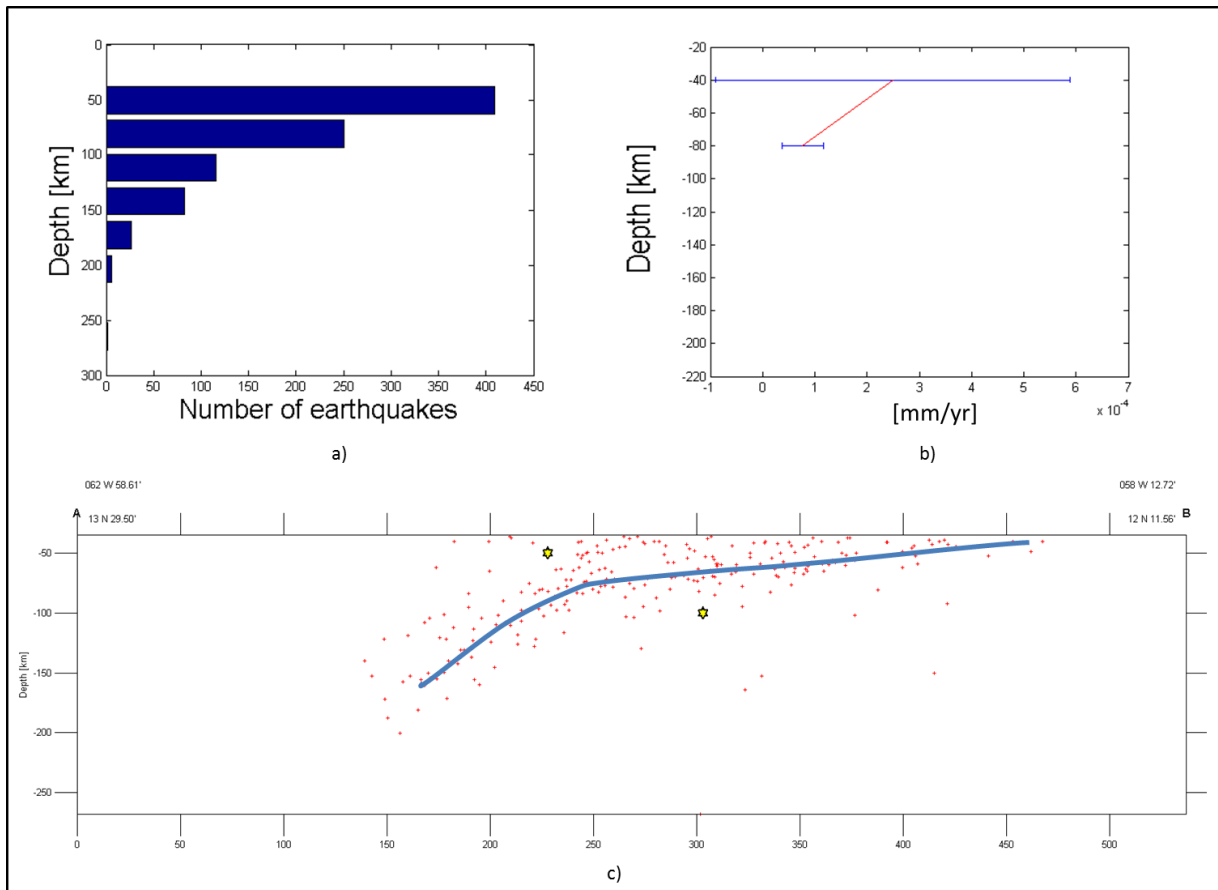 0
50
100
150
200
250
300
0 50 100 150 200 250 300 350 400 450
Depth [km]
Number of earthquakes
a)
-20
-40
-60
-80
-100
-120
-140
-160
-180
-200
-220
-1 0 1 2 3 4 5 6 7
x 10-4
Depth [km]
[mm/yr]
b)
062 W 58.61' 058 W 12.72'
A 13 N 29.50' 12 N 11.56' B
-50
-100
-150
-200
-250
Depth [km]
0 50 100 150 200 250 300 350 400 450 500
c)